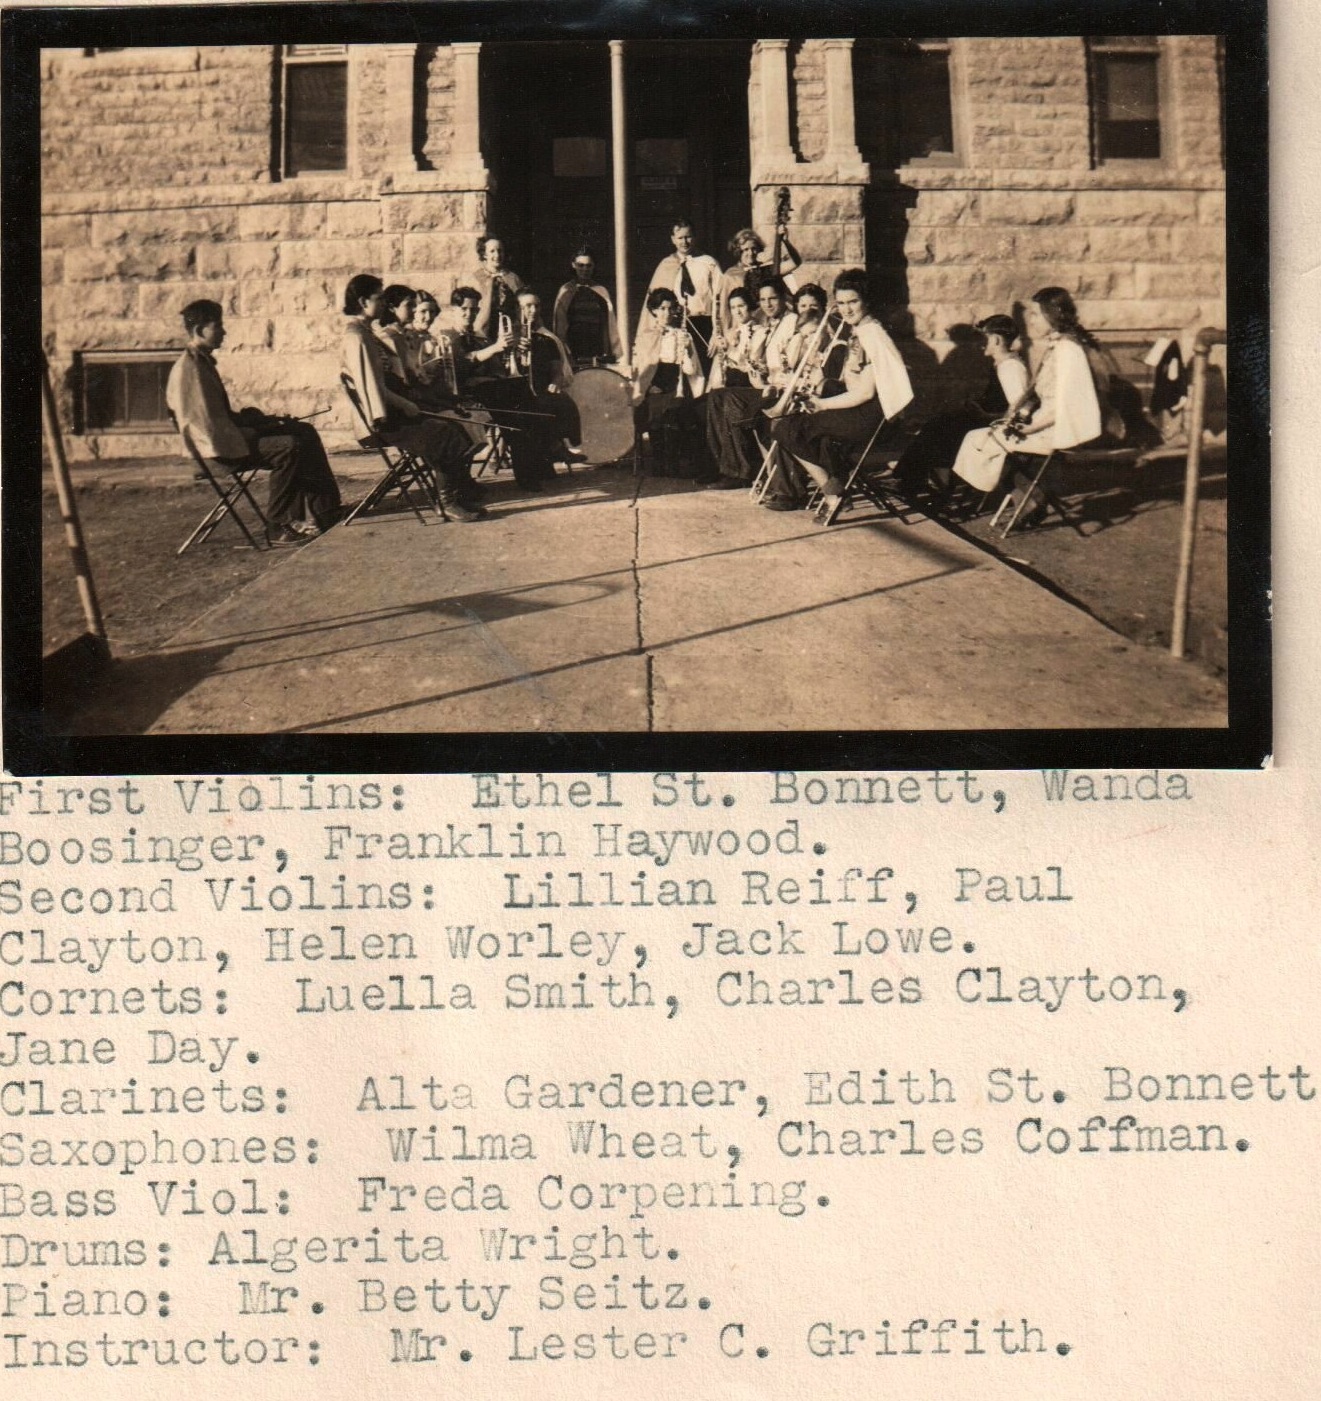 First Violins: Ethel St. Bonnett, Wanda
Boosinger, Franklin Haywood.
Second Violins: Lillian Reiff, Paul
Clayton, Helen Worley, Jack Lowe.
Cornets: Luella Smith, Charles Clayton,
Jane Day.
Clarinets: Alta Gardener, Edith St. Bonnett
Saxophones: Wilma Wheat, Charles Coffman.
Bass Viol: Freda Corpening.
Drums: Algerita Wright.
Piano: Mr. Betty Seitz.
Instructor: Mr. Lester C. Griffith.